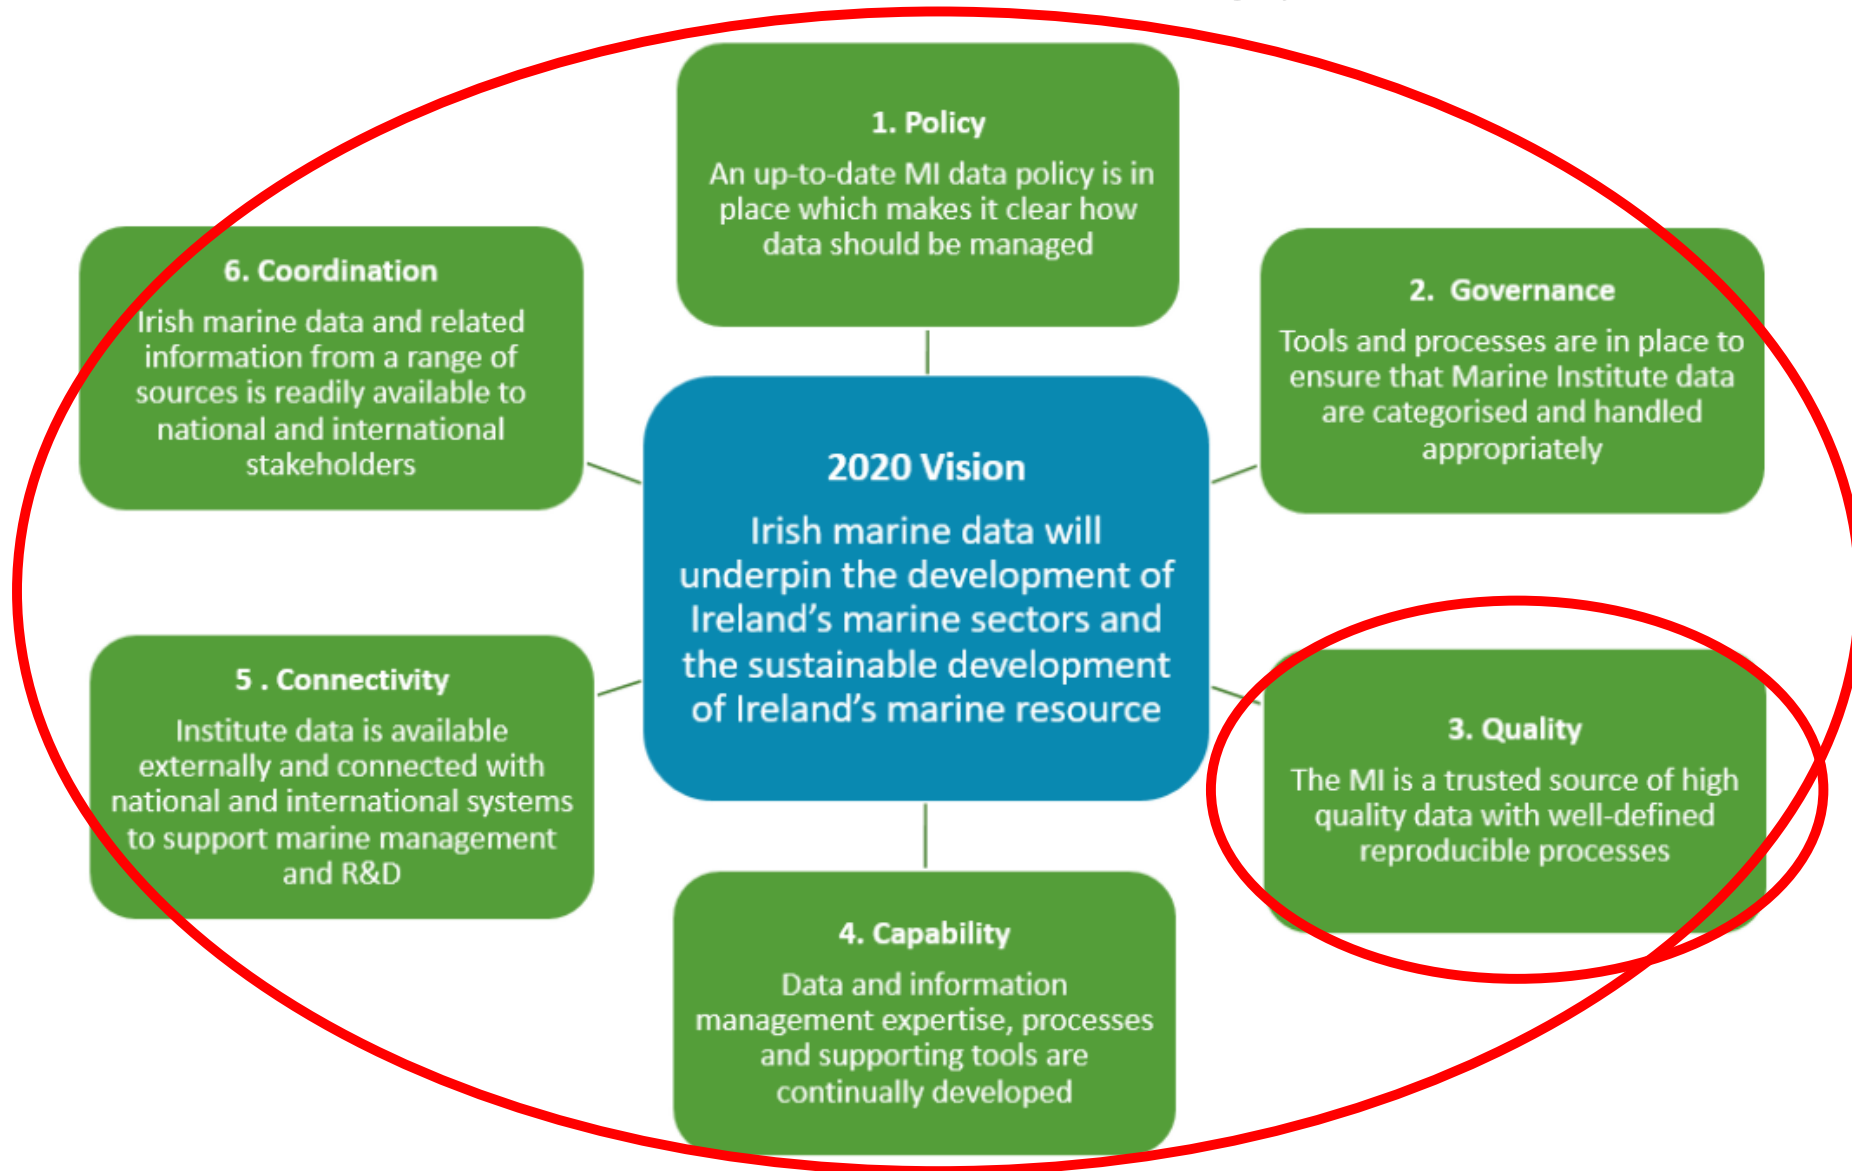 1. Policy
An up-to-date MI data policy is in
place which makes it clear how
data should be managed
2.  Governance
Tools and processes are in place to
ensure that Marine Institute data
are categorised and handled
appropriately
3. Quality
The MI is a trusted source of high
quality data with well-defined
reproducible processes
4. Capability
Data and information
management expertise, processes
and supporting tools are
continually developed
5 . Connectivity
Institute data is available
externally and connected with
national and international systems
to support marine management
and R&D
6. Coordination
Irish marine data and related
information from a range of
sources is readily available to
national and international
stakeholders
2020 Vision
Irish marine data will
underpin the development of
Ireland’s marine sectors and
the sustainable development
of Ireland’s marine resource